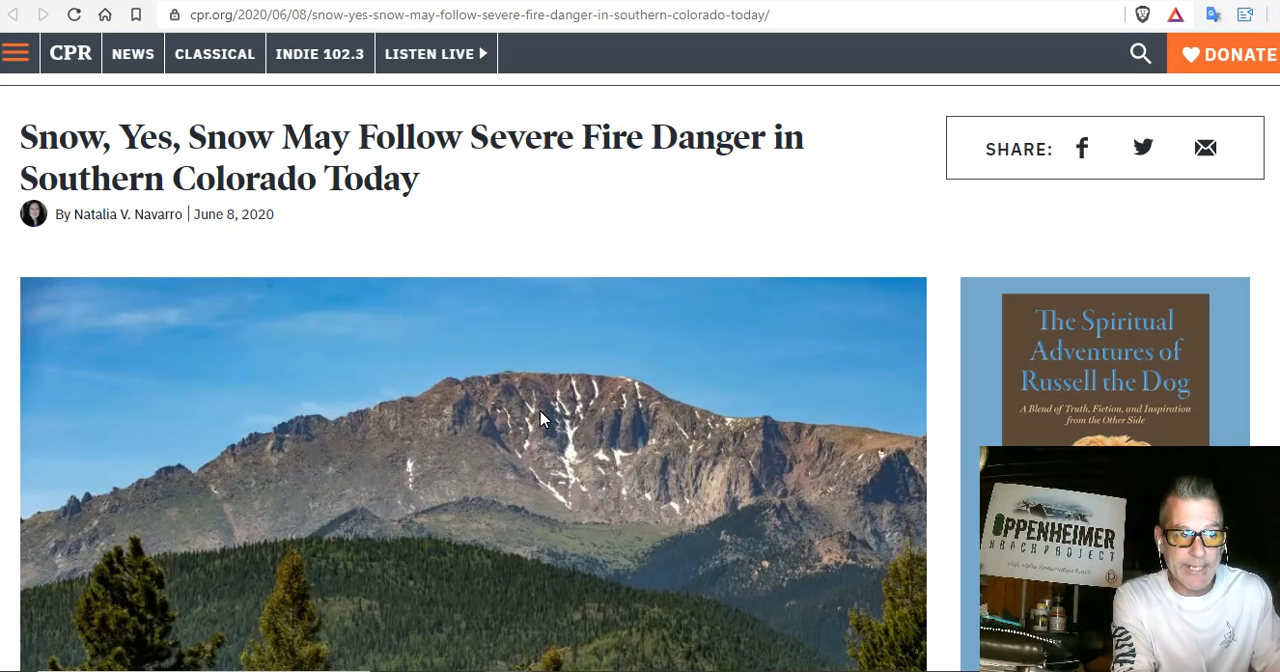 cpr.org/2020/06/08/snow-yes-snow-may-follow-severe-fire-danger-in-southern-colorado-today/
CPR NEWS CLASSICAL INDIE 102.3 LISTEN LIVE DONATE
Snow, Yes, Snow May Follow Severe Fire Danger in
Southern Colorado Today
By Natalia V. Navarro | June 8, 2020
SHARE:
The Spiritual
Adventures of
Russell the Dog
A Blend of Truth, Fiction, and Inspiration
from the Other Side
OPPENHEIMER
RANCH PROJECT